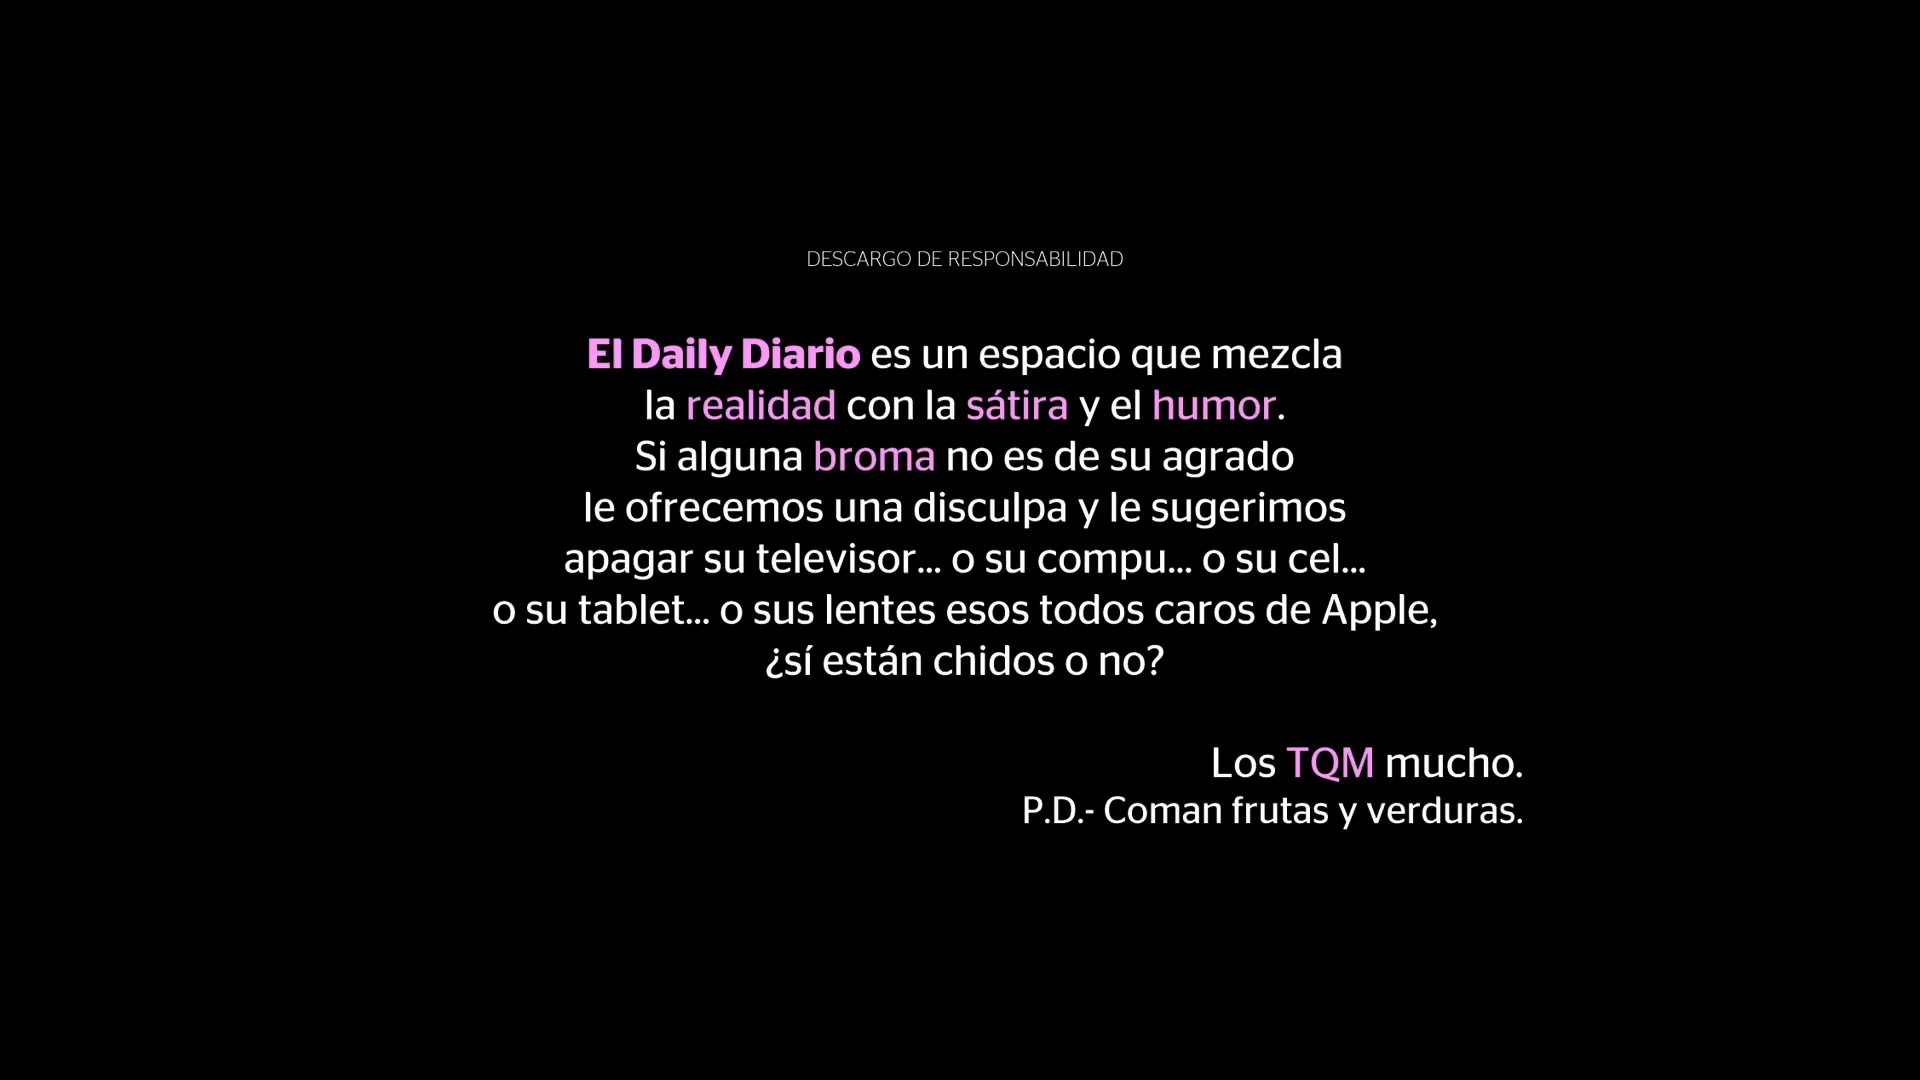 DESCARGO DE RESPONSABILIDAD
El Daily Diario es un espacio que mezcla
la realidad con la sátira y el humor.
Si alguna broma no es de su agrado
le ofrecemos una disculpa y le sugerimos
apagar su televisor... o su compu... o su cel...
o su tablet... o sus lentes esos todos caros de Apple,
¿sí están chidos o no?
Los TQM mucho.
P.D.- Coman frutas y verduras.